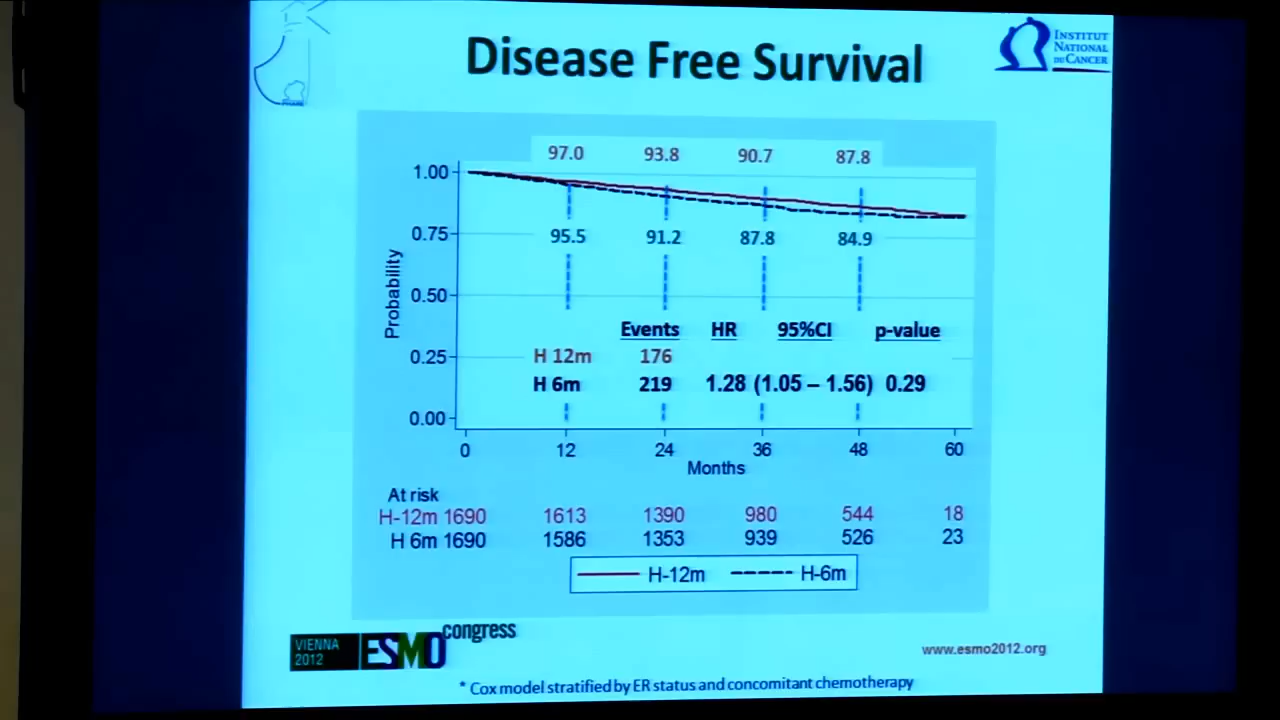 Disease Free Survival
INSTITUT
NATIONAL
DU CANCER
PHARE
97.0 93.8 90.7 87.8
1.00
0.75
95.5 91.2 87.8 84.9
Probability
0.50
Events HR 95%CI p-value
0.25
H 12m 176
H 6m 219 1.28 (1.05 – 1.56) 0.29
0.00
0 12 24 36 48 60
Months
At risk
H-12m 1690 1613 1390 980 544 18
H 6m 1690 1586 1353 939 526 23
H-12m H-6m
VIENNA
2012
ESMO congress
www.esmo2012.org
* Cox model stratified by ER status and concomitant chemotherapy